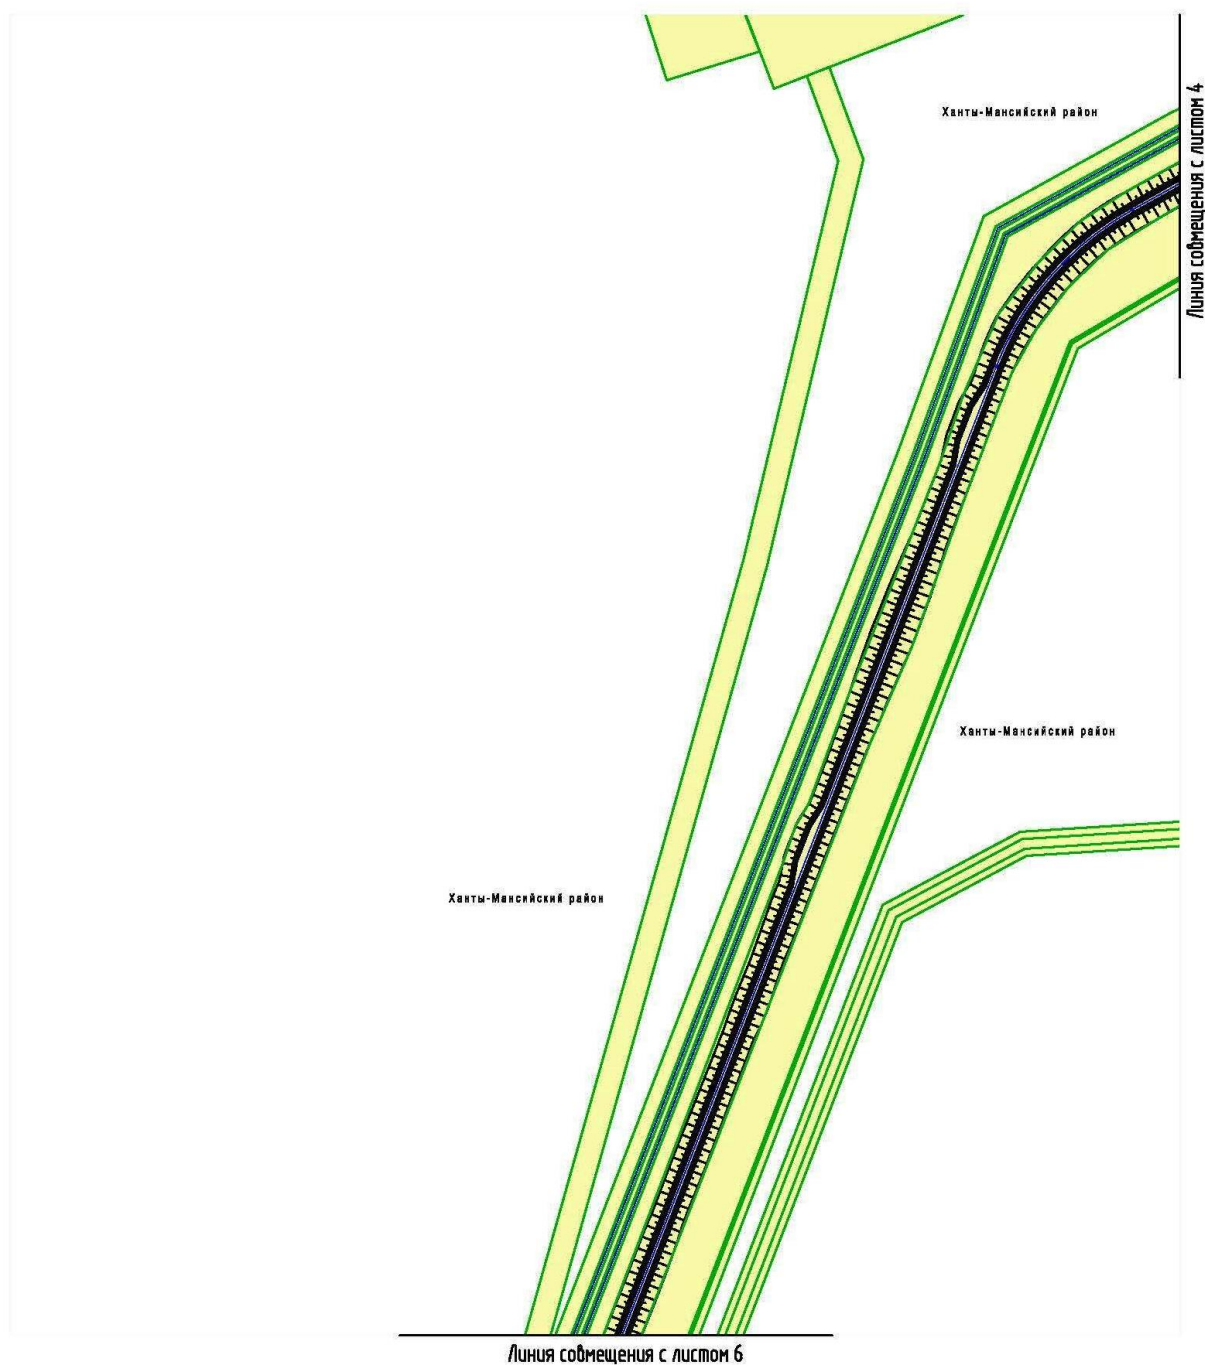 Ханты-Мансийский район
Линия совмещения с листом 4
Ханты-Мансийский район
Ханты-Мансийский район
Линия совмещения с листом 6